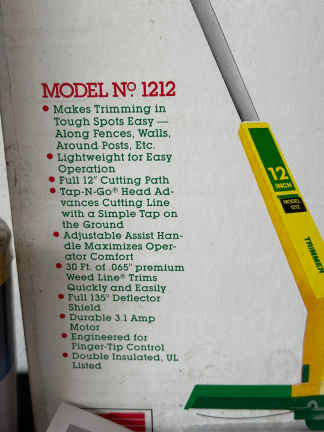 MODEL Nº 1212
• Makes Trimming in
Tough Spots Easy —
Along Fences, Walls,
Around Posts, Etc.
• Lightweight for Easy
Operation
• Full 12" Cutting Path
• Tap-N-Go® Head Ad-
vances Cutting Line
with a Simple Tap on
the Ground
• Adjustable Assist Han-
dle Maximizes Oper-
ator Comfort
• 30 Ft. of .065" premium
Weed Line® Trims
Quickly and Easily
• Full 135° Deflector
Shield
• Durable 3.1 Amp
Motor
• Engineered for
Finger-Tip Control
• Double Insulated, UL
Listed
12
INCH
MODEL
1212
TRIMMER